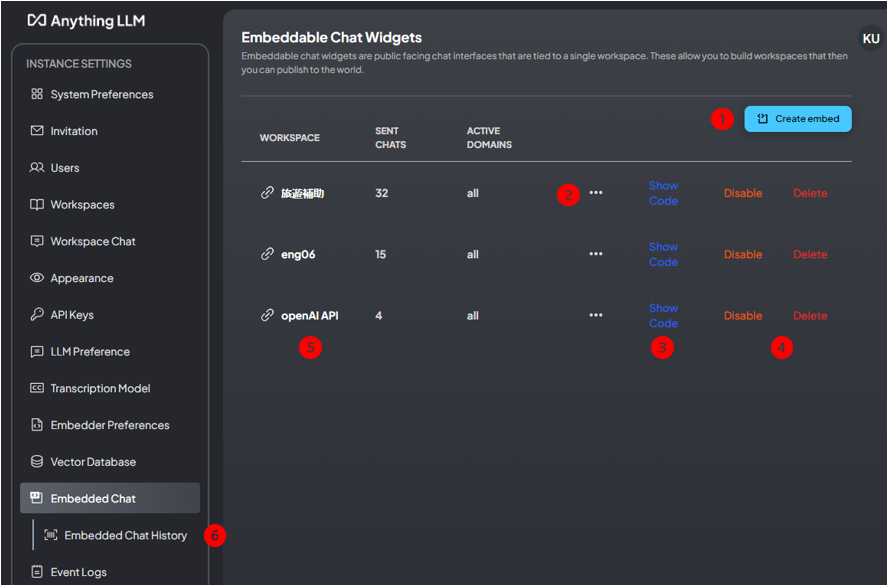 Anything LLM
INSTANCE SETTINGS
System Preferences
Invitation
Users
Workspaces
Workspace Chat
Appearance
API Keys
LLM Preference
Transcription Model
Embedder Preferences
Vector Database
Embedded Chat
Embedded Chat History
6
Event Logs
Embeddable Chat Widgets
Embeddable chat widgets are public facing chat interfaces that are tied to a single workspace. These allow you to build workspaces that then
you can publish to the world.
KU
1
Create embed
WORKSPACE
SENT
CHATS
ACTIVE
DOMAINS
旅遊補助 32 all 2 ••• Show
Code Disable Delete
eng06 15 all ••• Show
Code Disable Delete
openAI API 4 all ••• Show
Code Disable Delete
5 3 4